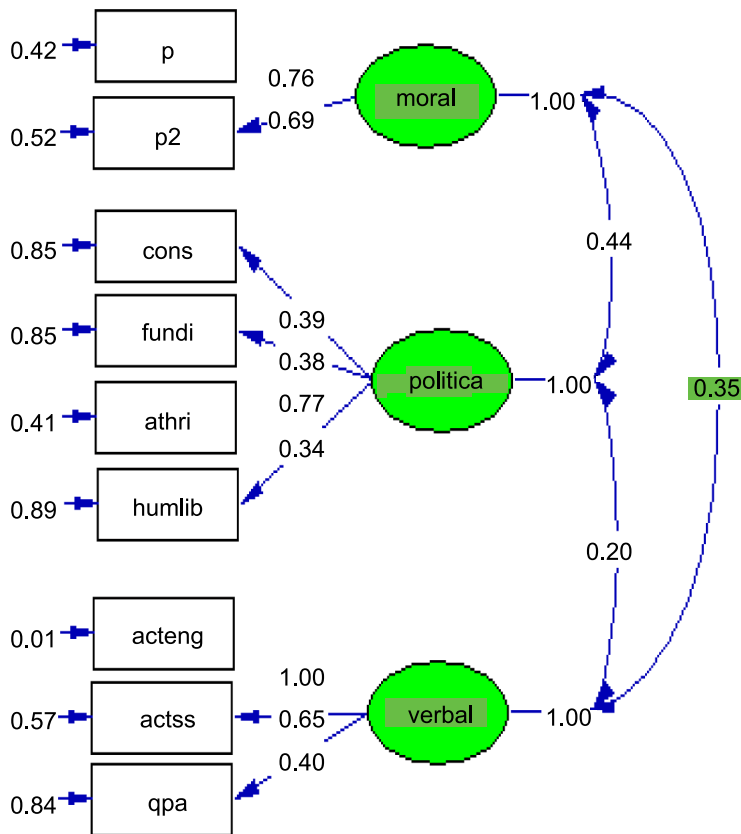 0.42
p
0.76
moral
1.00
0.52
p2
0.69
0.44
0.85
cons
0.39
0.85
fundi
0.38
politica
1.00
0.35
0.41
athri
0.77
0.34
0.89
humlib
0.20
0.01
acteng
1.00
0.57
actss
0.65
verbal
1.00
0.40
0.84
qpa